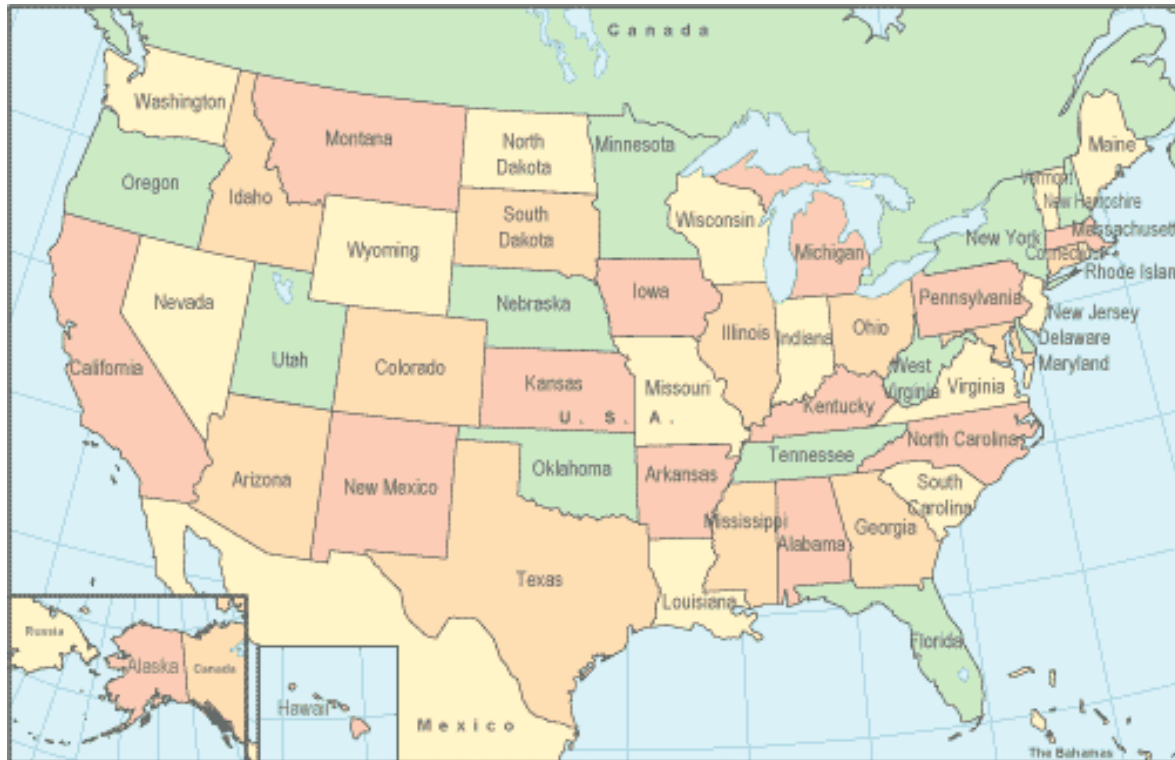 Canada
Washington
Montana
North
Dakota
Minnesota
Maine
Oregon
Idaho
South
Dakota
Wisconsin
Vermont
New Hampshire
Wyoming
Michigan
New York
Massachusett
Connecticut
Rhode Islan
Nevada
Nebraska
Iowa
Pennsylvania
New Jersey
Utah
Colorado
Illinois
Indiana
Ohio
Delaware
Maryland
California
Kansas
Missouri
West
Virginia
Virginia
U. S. A.
Kentucky
Arizona
New Mexico
Oklahoma
Arkansas
Tennessee
North Carolina
South
Carolina
Mississippi
Alabama
Georgia
Texas
Louisiana
Florida
Russia
Alaska
Canada
Hawaii
Mexico
The Bahamas